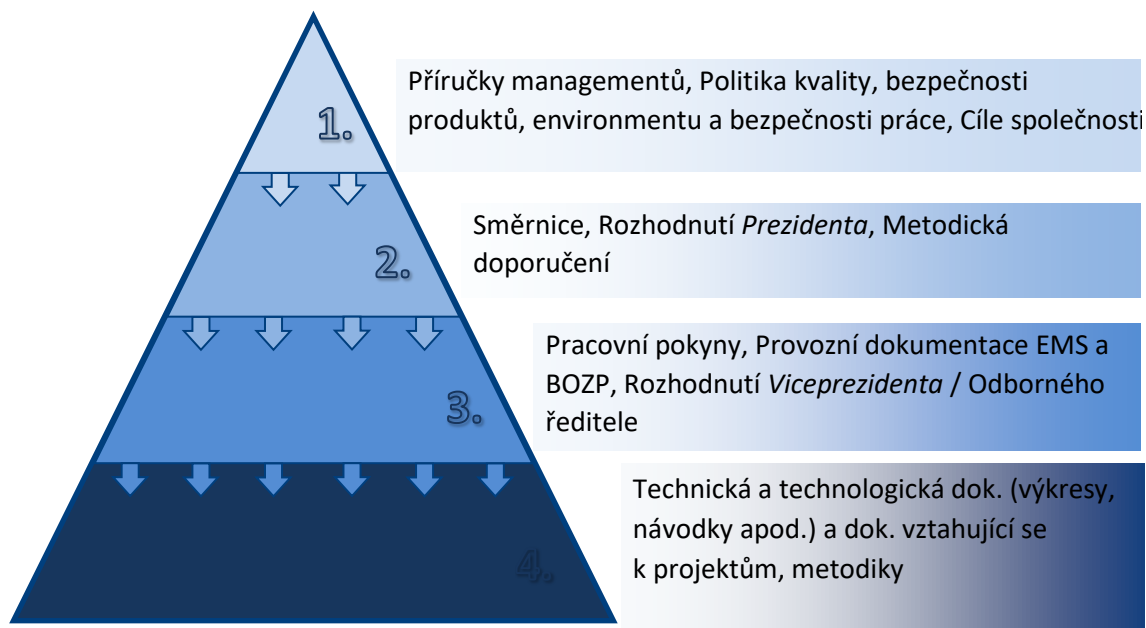 1.
Příručky managementů, Politika kvality, bezpečnosti
produktů, environmentu a bezpečnosti práce, Cíle společnosti
2.
Směrnice, Rozhodnutí Prezidenta, Metodická
doporučení
3.
Pracovní pokyny, Provozní dokumentace EMS a
BOZP, Rozhodnutí Viceprezidenta / Odborného
ředitele
4.
Technická a technologická dok. (výkresy,
návodky apod.) a dok. vztahující se
k projektům, metodiky